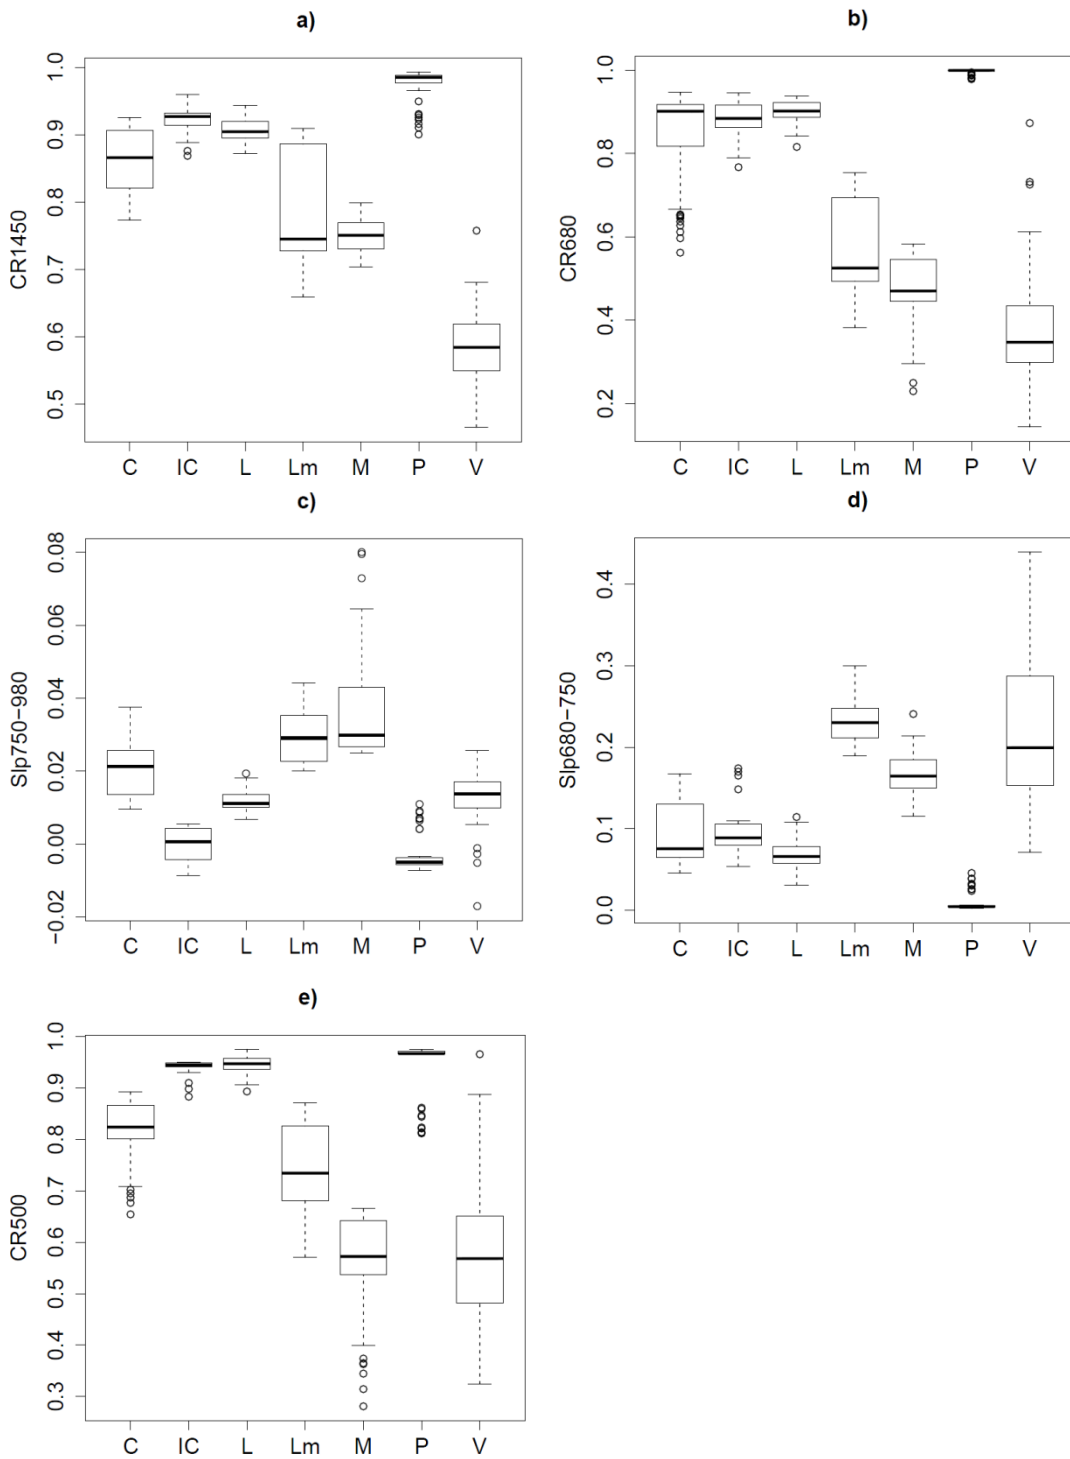 a)
CR1450
1.0
0.9
0.8
0.7
0.6
0.5
C IC L Lm M P V
b)
CR680
1.0
0.8
0.6
0.4
0.2
C IC L Lm M P V
c)
Slp750−980
0.08
0.06
0.04
0.02
0.00
−0.02
C IC L Lm M P V
d)
Slp680−750
0.4
0.3
0.2
0.1
0.0
C IC L Lm M P V
e)
CR500
1.0
0.9
0.8
0.7
0.6
0.5
0.4
0.3
C IC L Lm M P V